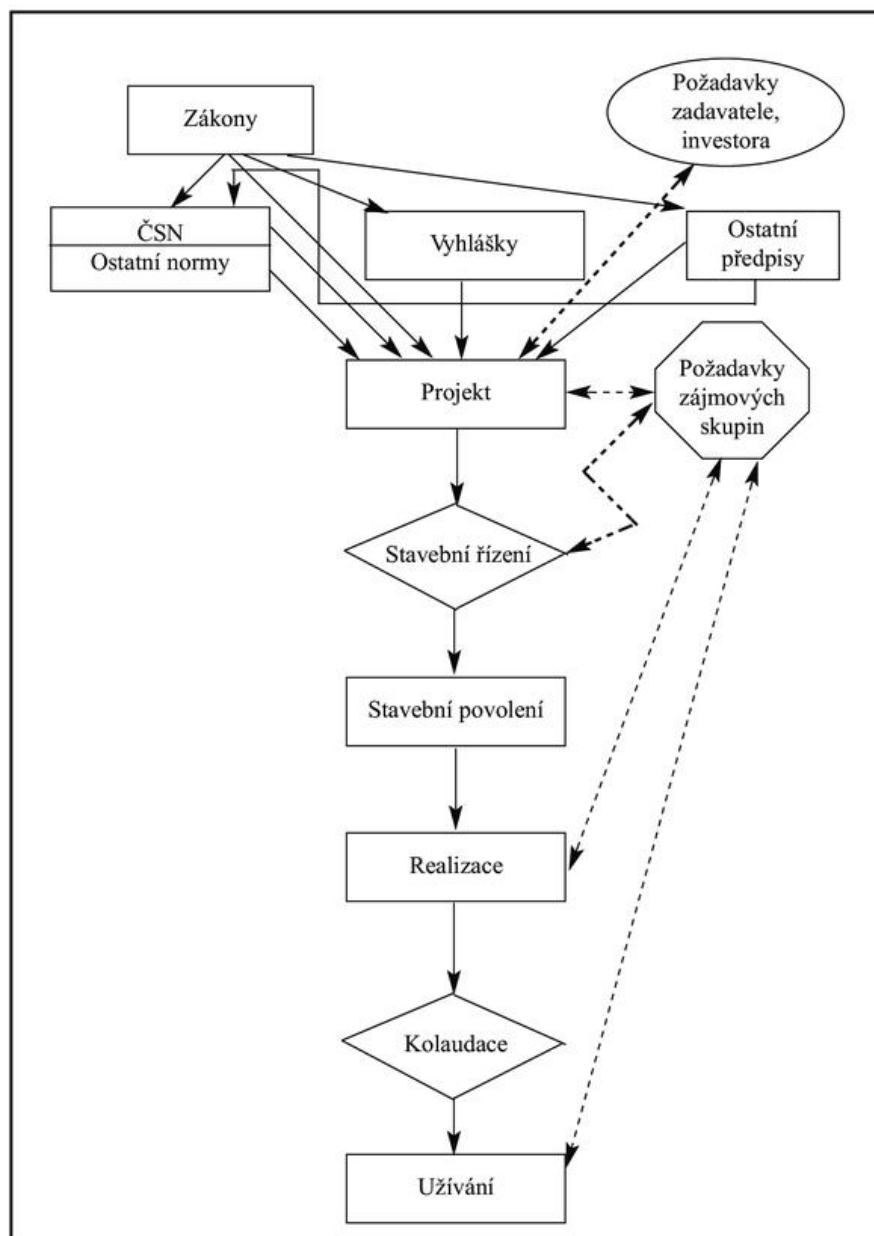 Zákony
Požadavky
zadavatele,
investora
ČSN
Ostatní normy
Vyhlášky
Ostatní
předpisy
Projekt
Požadavky
zájmových
skupin
Stavební řízení
Stavební povolení
Realizace
Kolaudace
Užívání